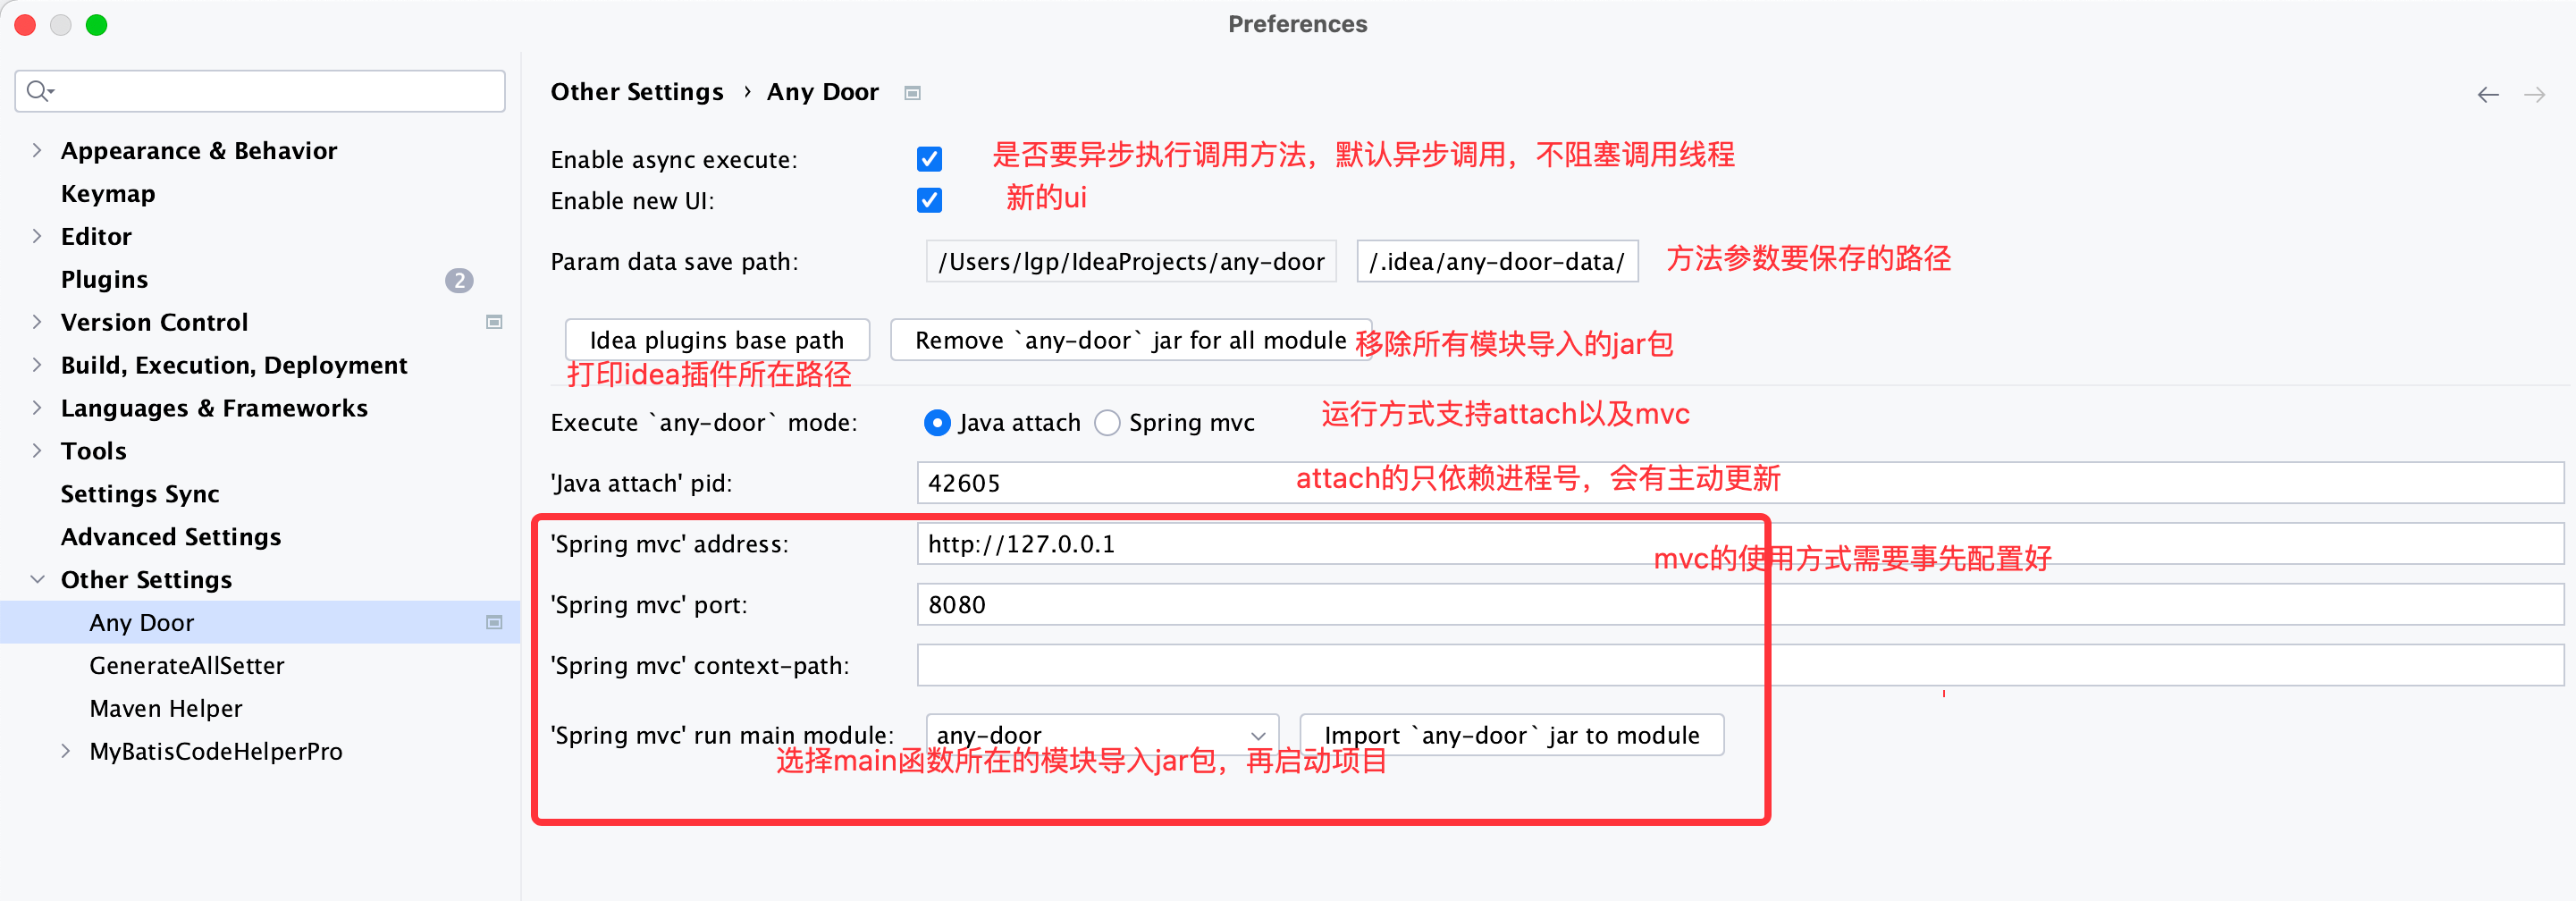 Preferences
Other Settings › Any Door
Appearance & Behavior
Keymap
Editor
Plugins 2
Version Control
Build, Execution, Deployment
Languages & Frameworks
Tools
Settings Sync
Advanced Settings
Other Settings
Any Door
GenerateAllSetter
Maven Helper
MyBatisCodeHelperPro
Enable async execute: 是否要异步执行调用方法，默认异步调用，不阻塞调用线程
Enable new UI: 新的ui
Param data save path: /Users/lgp/IdeaProjects/any-door /.idea/any-door-data/ 方法参数要保存的路径
Idea plugins base path Remove `any-door` jar for all module 移除所有模块导入的jar包
打印idea插件所在路径
Execute `any-door` mode: Java attach Spring mvc 运行方式支持attach以及mvc
'Java attach' pid: 42605 attach的只依赖进程号，会有主动更新
'Spring mvc' address: http://127.0.0.1 mvc的使用方式需要事先配置好
'Spring mvc' port: 8080
'Spring mvc' context-path:
'Spring mvc' run main module: any-door Import `any-door` jar to module
选择main函数所在的模块导入jar包，再启动项目